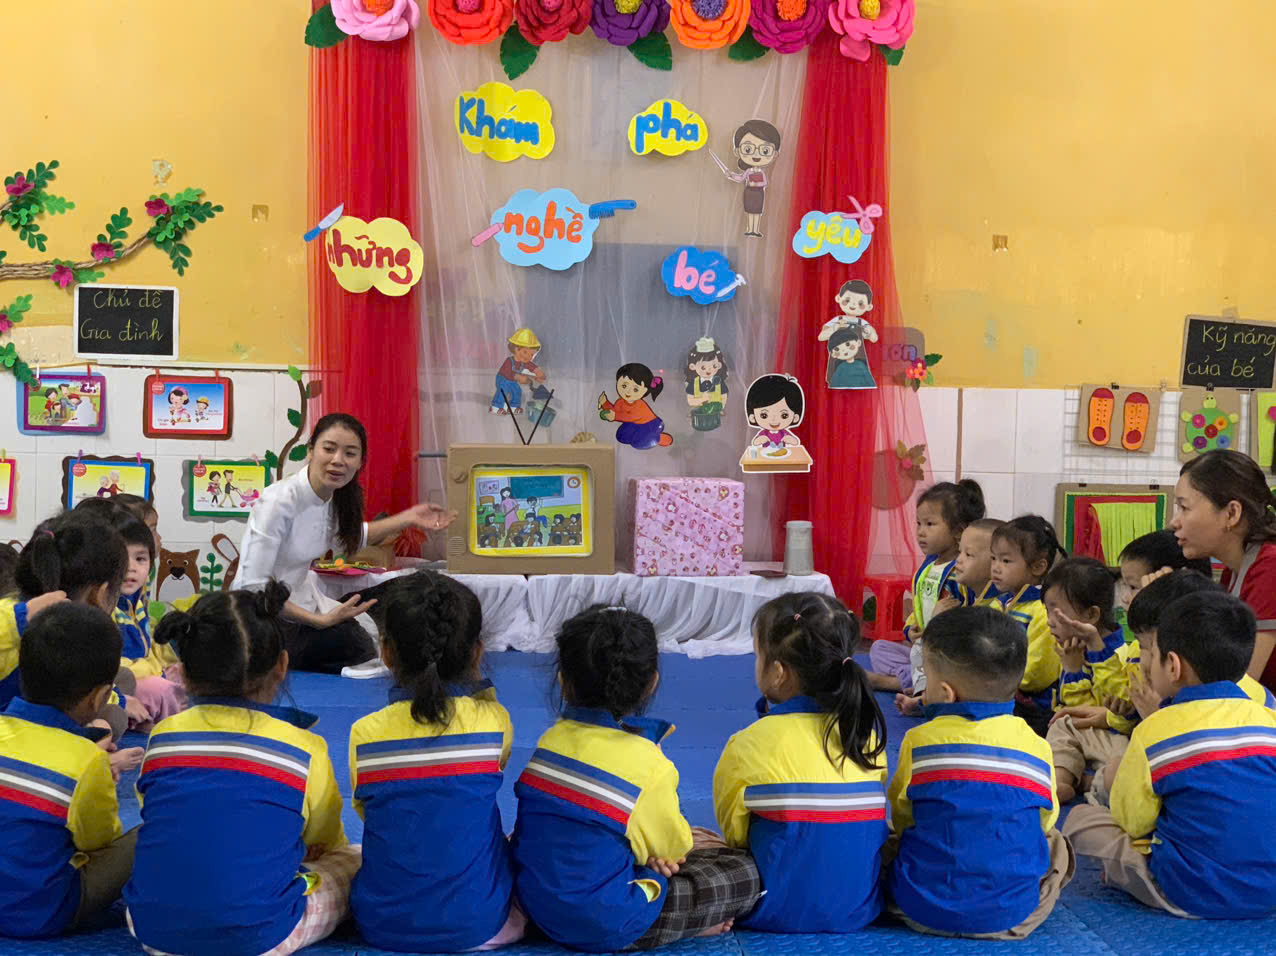 Khám phá
những nghề bé yêu
Chủ đề
Gia đình
Kỹ năng
của bé